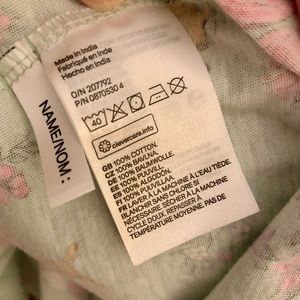 Made in India
Fabriqué en Inde
Hecho en India
O/N 207792
P/N 0870530 4
40
clevercare.info
GB 100% COTTON.
CZ 100% BAVLNA.
DE 100% BAUMWOLLE.
EE 100% PUUVILL.
ES 100% ALGODÓN.
FI 100% PUUVILLAA.
FR LAVER À LA MACHINE À L'EAU TIÈDE.
BLANCHIR SANS CHLORE SI
NÉCESSAIRE. SÉCHER À LA MACHINE.
CYCLE DOUX. REPASSER À
TEMPÉRATURE MOYENNE. PAS DE
NAME/NOM: